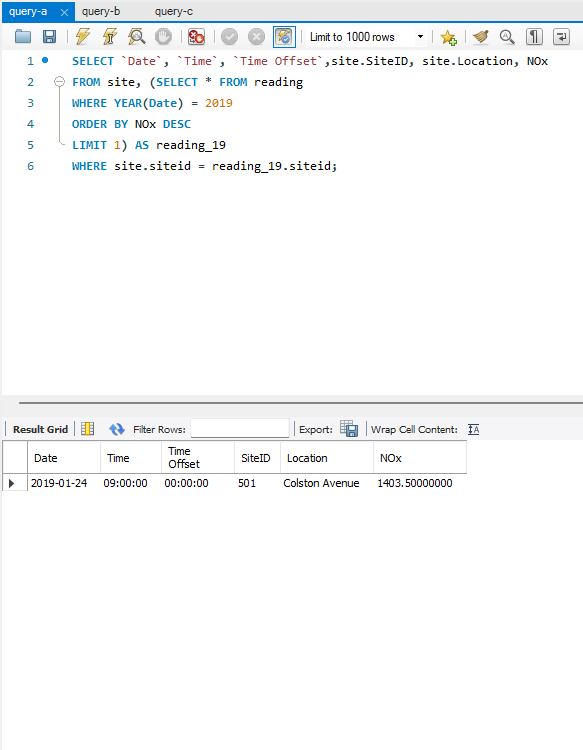 query-a query-b query-c
Limit to 1000 rows
1 SELECT `Date`, `Time`, `Time Offset`,site.SiteID, site.Location, NOx
2 FROM site, (SELECT * FROM reading
3 WHERE YEAR(Date) = 2019
4 ORDER BY NOx DESC
5 LIMIT 1) AS reading_19
6 WHERE site.siteid = reading_19.siteid;
Result Grid Filter Rows: Export: Wrap Cell Content: IA
Date Time Time Offset SiteID Location NOx
2019-01-24 09:00:00 00:00:00 501 Colston Avenue 1403.50000000